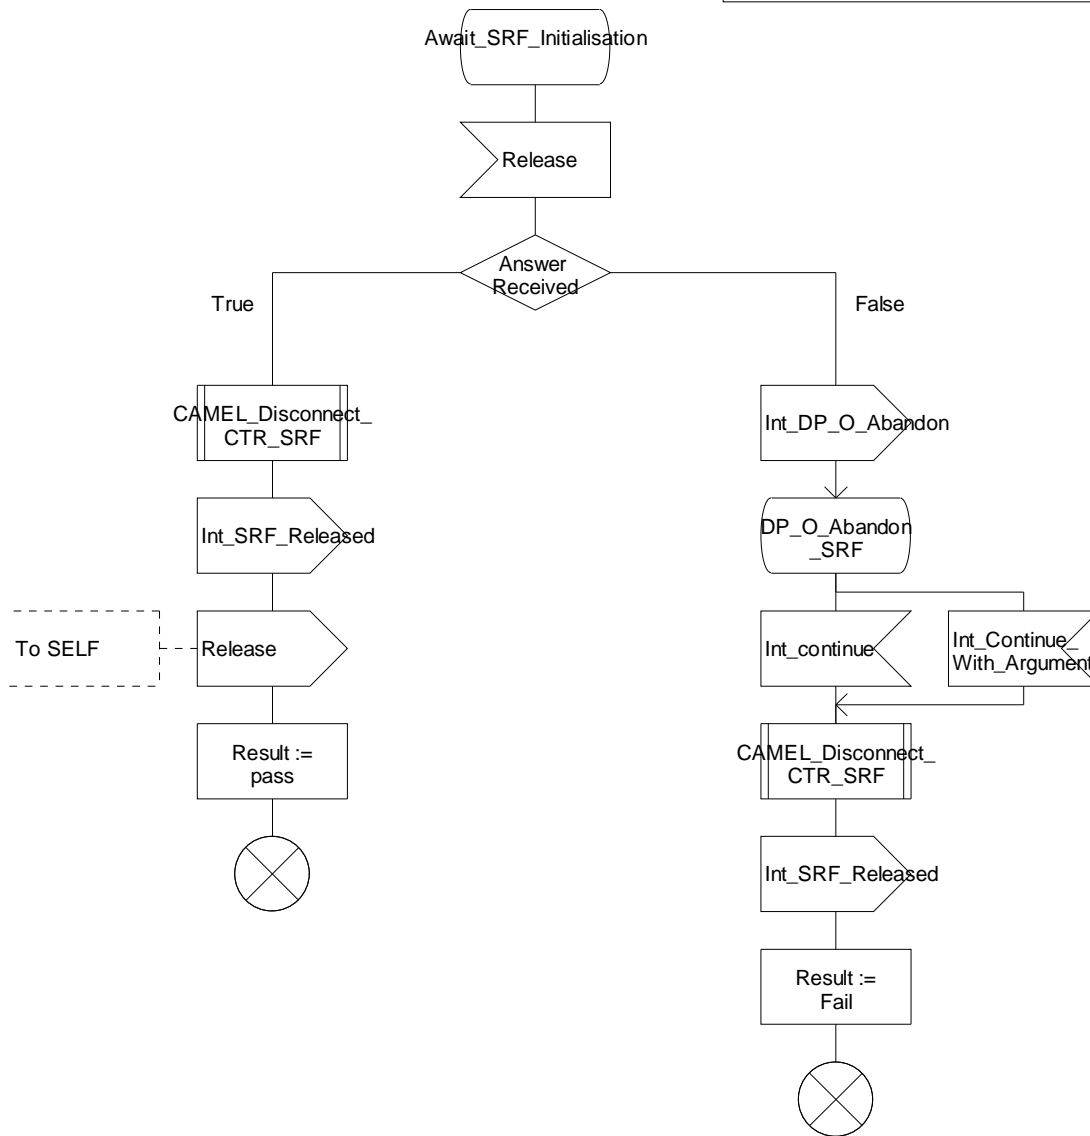 Await_SRF_Initialisation
Release
Answer
Received
True
False
CAMEL_Disconnect_
CTR_SRF
Int_DP_O_Abandon
Int_SRF_Released
DP_O_Abandon
_SRF
To SELF
Release
Int_continue
Int_Continue_
With_Argument
Result :=
pass
CAMEL_Disconnect_
CTR_SRF
Int_SRF_Released
Result :=
Fail